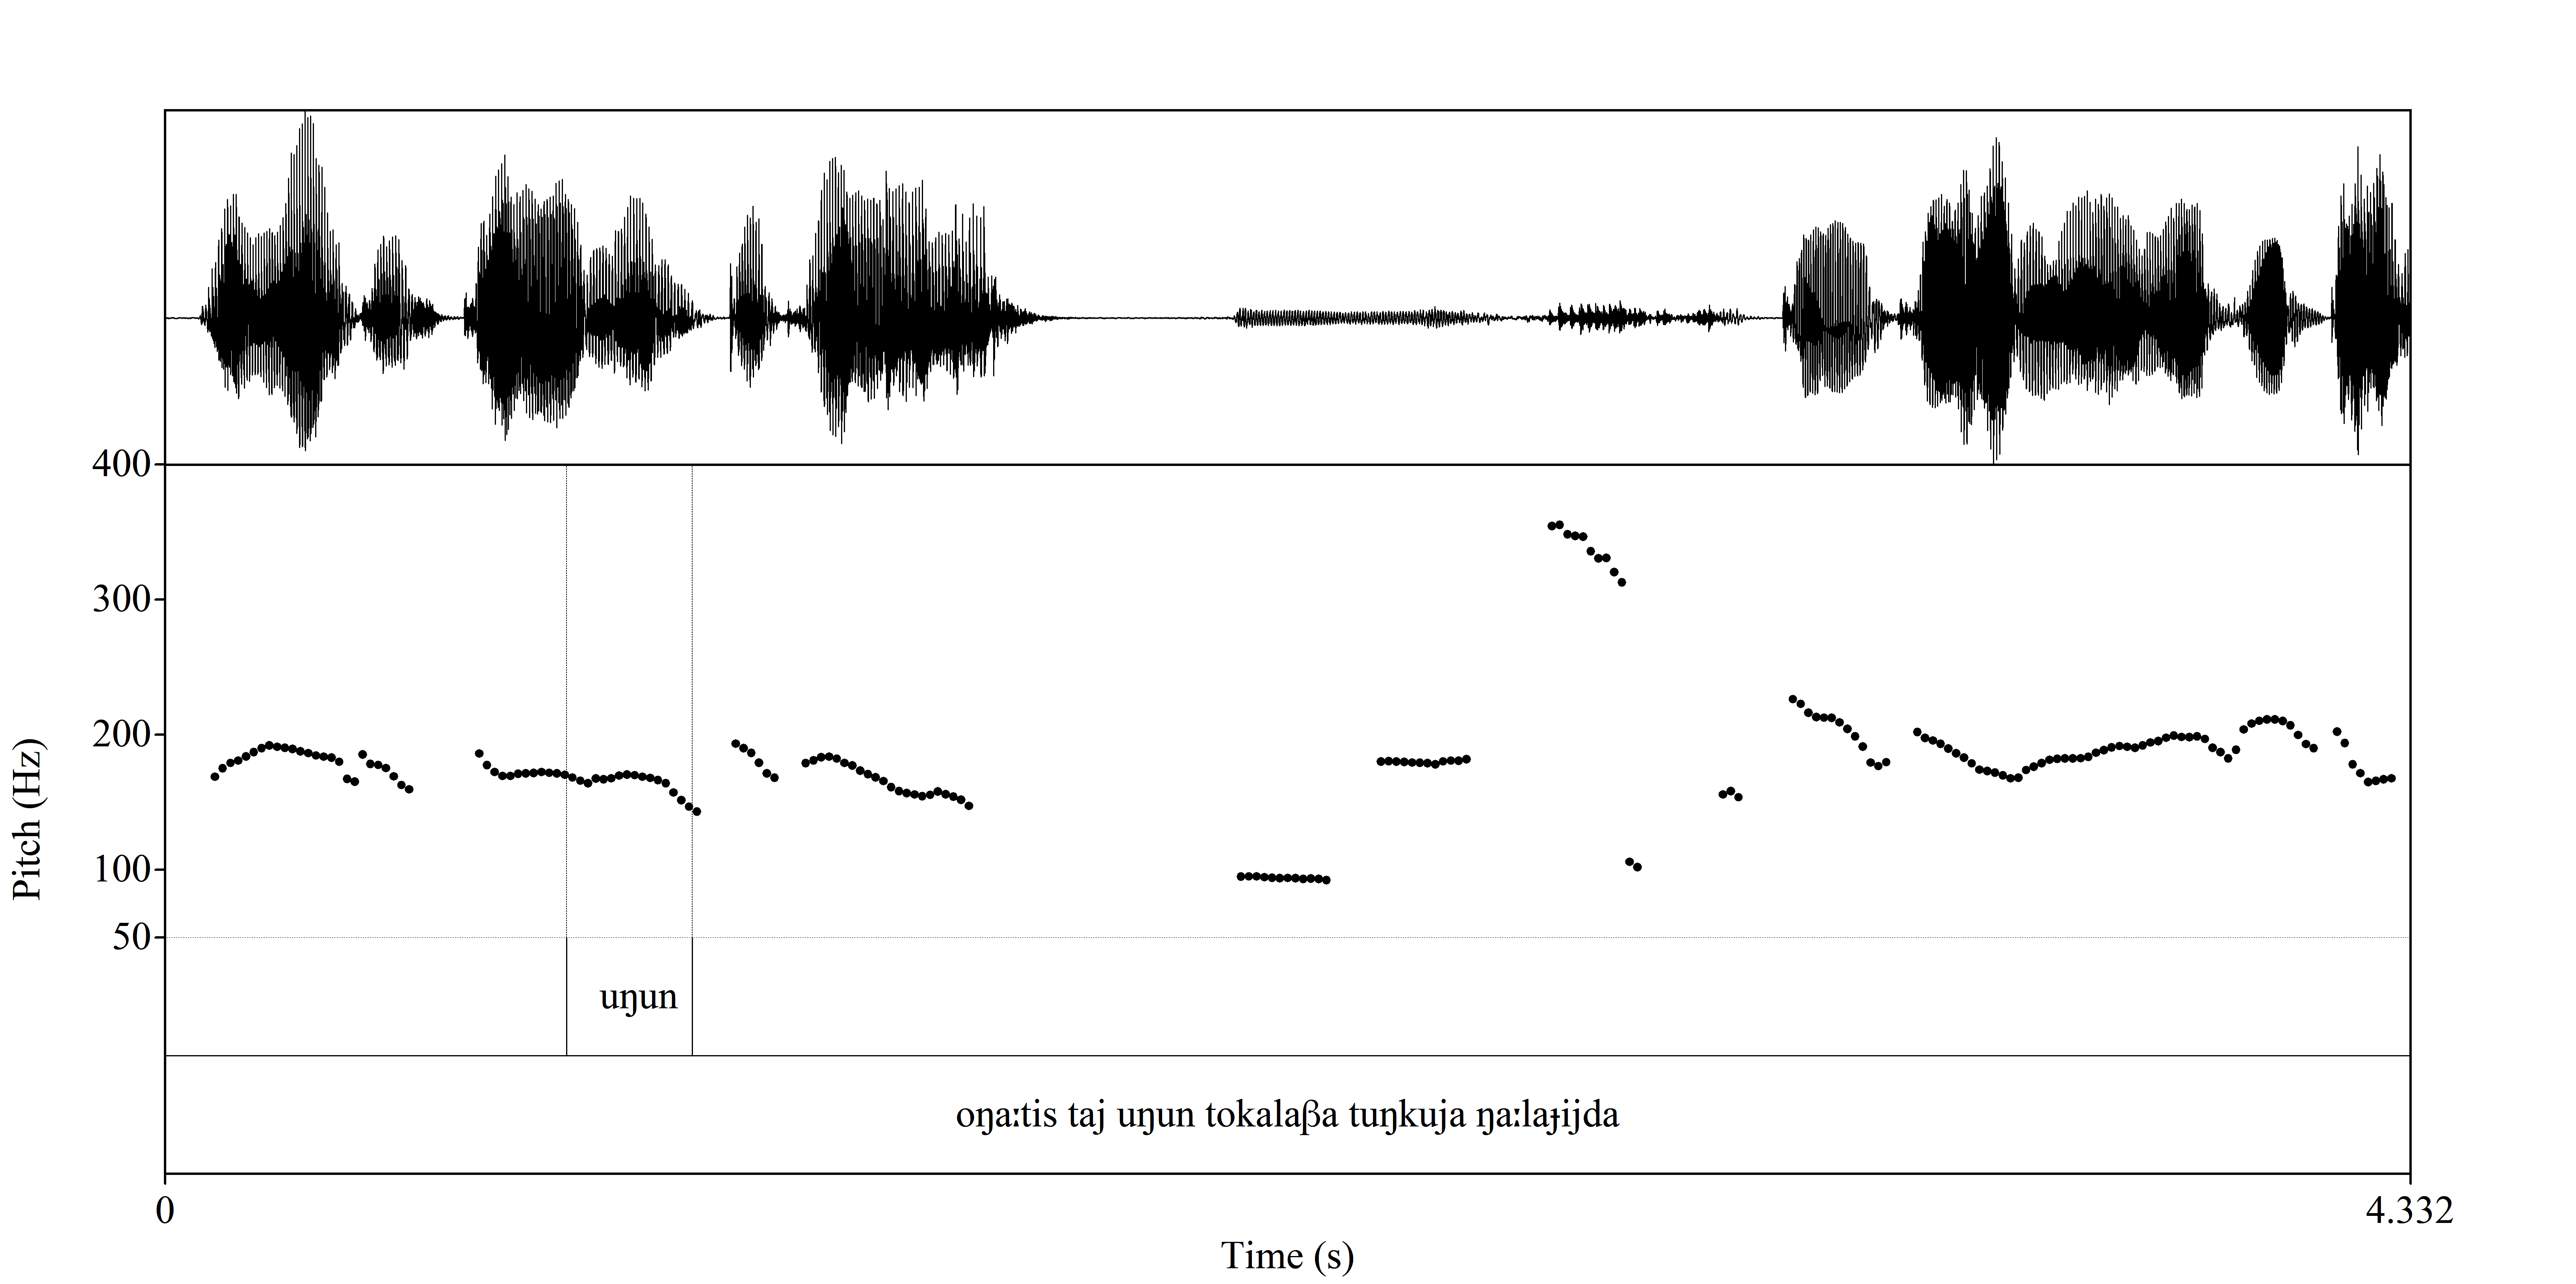 400
300
200
100
50
Pitch (Hz)
uŋun
oŋaːtis taj uŋun tokalaβa tuŋkuja ŋaːlaɟijda
0
4.332
Time (s)